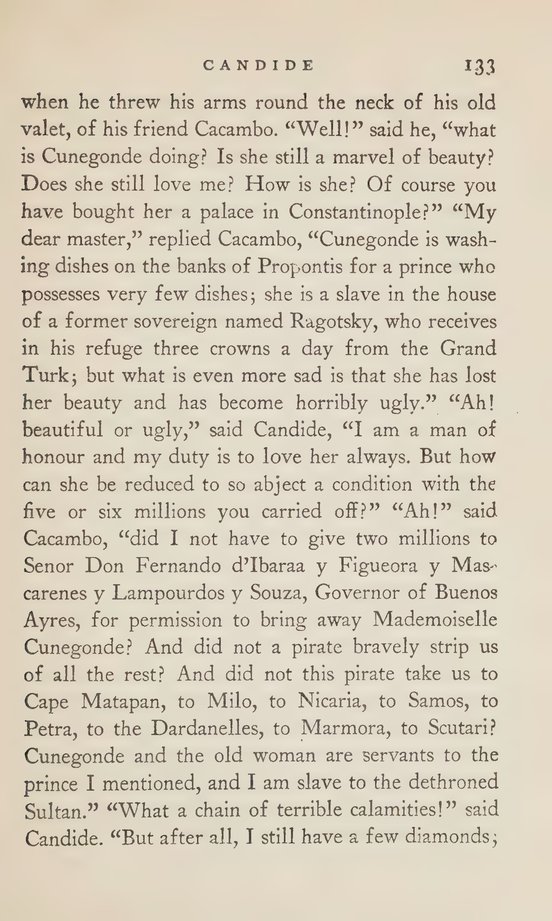 CANDIDE 133
when he threw his arms round the neck of his old
valet, of his friend Cacambo. “Well!” said he, “what
is Cunegonde doing? Is she still a marvel of beauty?
Does she still love me? How is she? Of course you
have bought her a palace in Constantinople?” “My
dear master,” replied Cacambo, “Cunegonde is wash-
ing dishes on the banks of Propontis for a prince who
possesses very few dishes; she is a slave in the house
of a former sovereign named Ragotsky, who receives
in his refuge three crowns a day from the Grand
Turk; but what is even more sad is that she has lost
her beauty and has become horribly ugly.” “Ah!
beautiful or ugly,” said Candide, “I am a man of
honour and my duty is to love her always. But how
can she be reduced to so abject a condition with the
five or six millions you carried off?” “Ah!” said
Cacambo, “did I not have to give two millions to
Senor Don Fernando d’Ibaraa y Figueora y Mas-
carenes y Lampourdos y Souza, Governor of Buenos
Ayres, for permission to bring away Mademoiselle
Cunegonde? And did not a pirate bravely strip us
of all the rest? And did not this pirate take us to
Cape Matapan, to Milo, to Nicaria, to Samos, to
Petra, to the Dardanelles, to Marmora, to Scutari?
Cunegonde and the old woman are servants to the
prince I mentioned, and I am slave to the dethroned
Sultan.” “What a chain of terrible calamities!” said
Candide. “But after all, I still have a few diamonds;